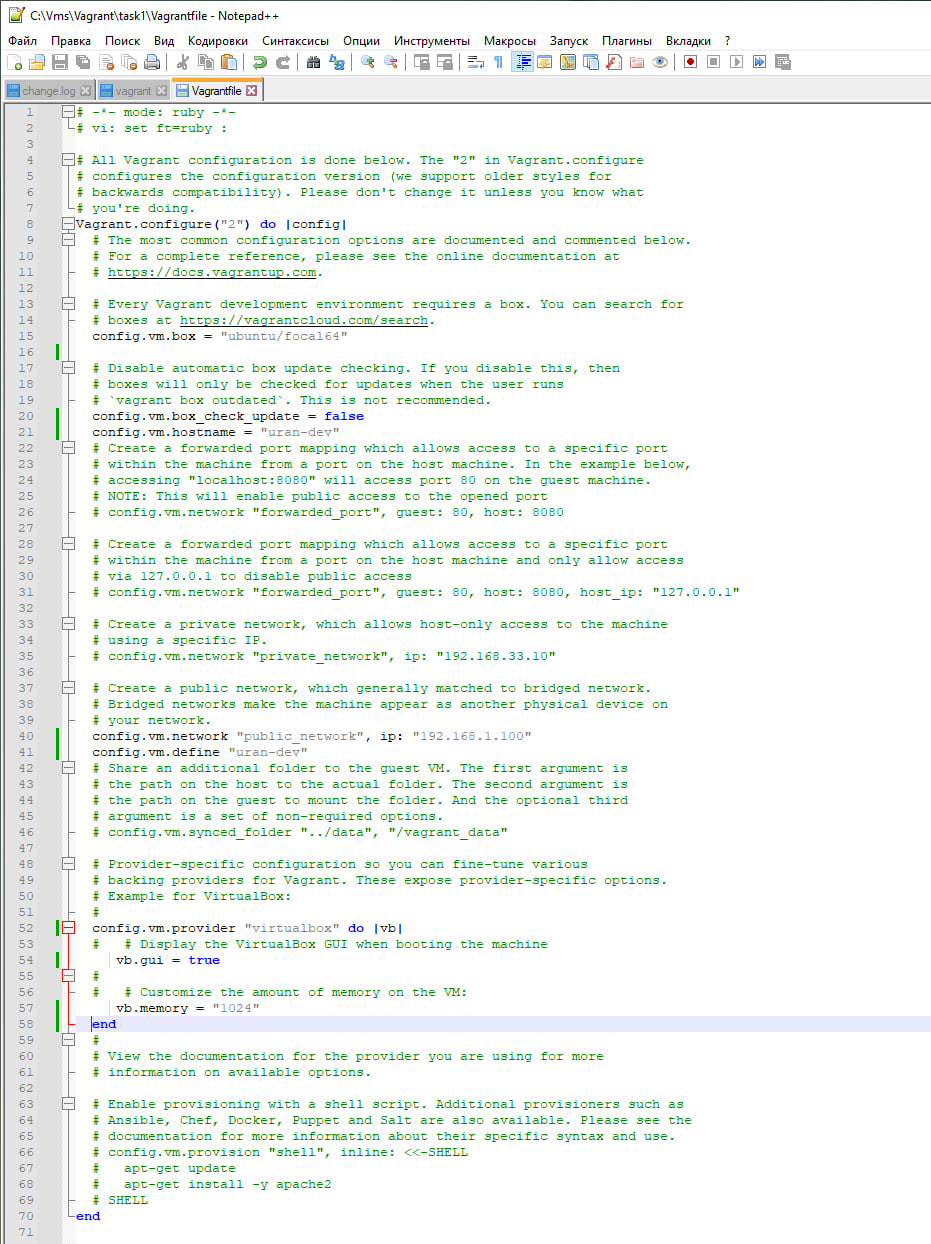 C:\Vms\Vagrant\task1\Vagrantfile - Notepad++
Файл Правка Поиск Вид Кодировки Синтаксисы Опции Инструменты Макросы Запуск Плагины Вкладки ?
change.log vagrant Vagrantfile
1 # -*- mode: ruby -*-
2 # vi: set ft=ruby :
3
4 # All Vagrant configuration is done below. The "2" in Vagrant.configure
5 # configures the configuration version (we support older styles for
6 # backwards compatibility). Please don't change it unless you know what
7 # you're doing.
8 Vagrant.configure("2") do |config|
9 # The most common configuration options are documented and commented below.
10 # For a complete reference, please see the online documentation at
11 # https://docs.vagrantup.com.
12
13 # Every Vagrant development environment requires a box. You can search for
14 # boxes at https://vagrantcloud.com/search.
15 config.vm.box = "ubuntu/focal64"
16
17 # Disable automatic box update checking. If you disable this, then
18 # boxes will only be checked for updates when the user runs
19 # `vagrant box outdated`. This is not recommended.
20 config.vm.box_check_update = false
21 config.vm.hostname = "uran-dev"
22 # Create a forwarded port mapping which allows access to a specific port
23 # within the machine from a port on the host machine. In the example below,
24 # accessing "localhost:8080" will access port 80 on the guest machine.
25 # NOTE: This will enable public access to the opened port
26 # config.vm.network "forwarded_port", guest: 80, host: 8080
27
28 # Create a forwarded port mapping which allows access to a specific port
29 # within the machine from a port on the host machine and only allow access
30 # via 127.0.0.1 to disable public access
31 # config.vm.network "forwarded_port", guest: 80, host: 8080, host_ip: "127.0.0.1"
32
33 # Create a private network, which allows host-only access to the machine
34 # using a specific IP.
35 # config.vm.network "private_network", ip: "192.168.33.10"
36
37 # Create a public network, which generally matched to bridged network.
38 # Bridged networks make the machine appear as another physical device on
39 # your network.
40 config.vm.network "public_network", ip: "192.168.1.100"
41 config.vm.define "uran-dev"
42 # Share an additional folder to the guest VM. The first argument is
43 # the path on the host to the actual folder. The second argument is
44 # the path on the guest to mount the folder. And the optional third
45 # argument is a set of non-required options.
46 # config.vm.synced_folder "../data", "/vagrant_data"
47
48 # Provider-specific configuration so you can fine-tune various
49 # backing providers for Vagrant. These expose provider-specific options.
50 # Example for VirtualBox:
51 #
52 config.vm.provider "virtualbox" do |vb|
53 # # Display the VirtualBox GUI when booting the machine
54 vb.gui = true
55 #
56 # # Customize the amount of memory on the VM:
57 vb.memory = "1024"
58 end
59 #
60 # View the documentation for the provider you are using for more
61 # information on available options.
62
63 # Enable provisioning with a shell script. Additional provisioners such as
64 # Ansible, Chef, Docker, Puppet and Salt are also available. Please see the
65 # documentation for more information about their specific syntax and use.
66 # config.vm.provision "shell", inline: <<-SHELL
67 # apt-get update
68 # apt-get install -y apache2
69 # SHELL
70 end
71